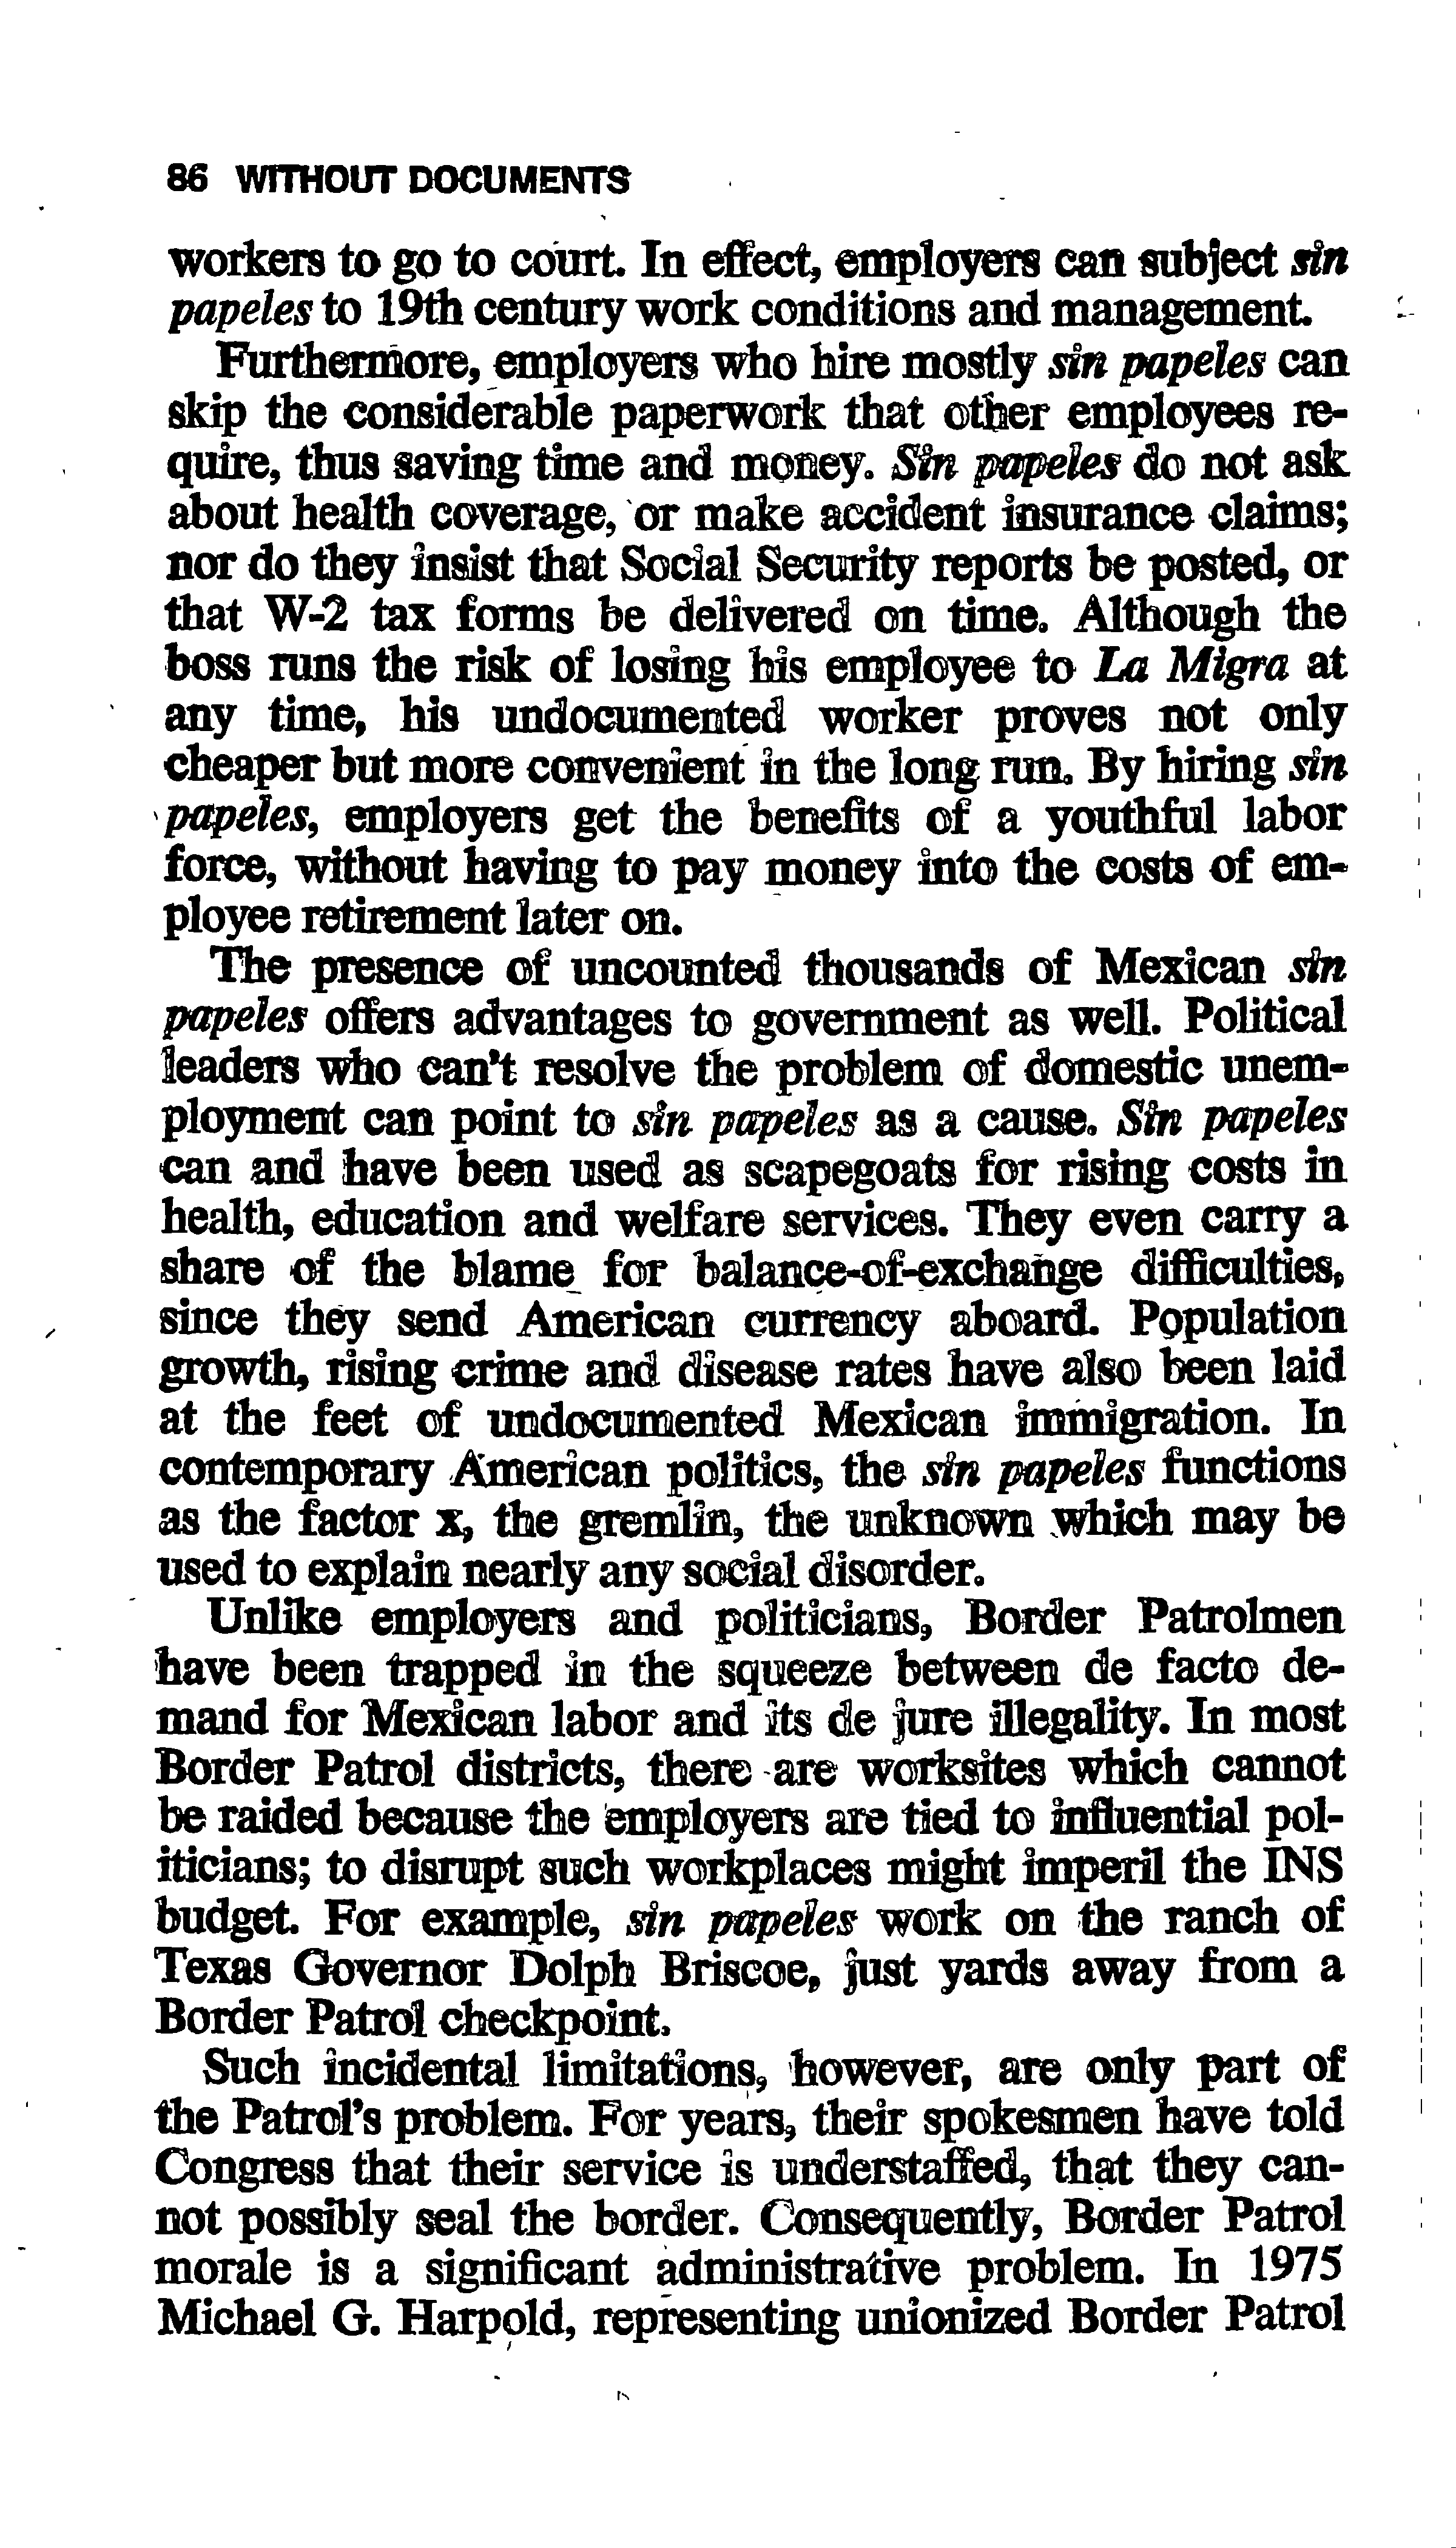 86 WITHOUT DOCUMENTS
workers to go to court. In effect, employers can subject sin
papeles to 19th century work conditions and management.
Furthermore, employers who hire mostly sin papeles can
skip the considerable paperwork that other employees re-
quire, thus saving time and money. Sin papeles do not ask
about health coverage, or make accident insurance claims;
nor do they insist that Social Security reports be posted, or
that W-2 tax forms be delivered on time. Although the
boss runs the risk of losing his employee to La Migra at
any time, his undocumented worker proves not only
cheaper but more convenient in the long run. By hiring sin
papeles, employers get the benefits of a youthful labor
force, without having to pay money into the costs of em-
ployee retirement later on.
The presence of uncounted thousands of Mexican sin
papeles offers advantages to government as well. Political
leaders who can't resolve the problem of domestic unem-
ployment can point to sin papeles as a cause. Sin papeles
can and have been used as scapegoats for rising costs in
health, education and welfare services. They even carry a
share of the blame for balance-of-exchange difficulties,
since they send American currency aboard. Population
growth, rising crime and disease rates have also been laid
at the feet of undocumented Mexican immigration. In
contemporary American politics, the sin papeles functions
as the factor x, the gremlin, the unknown which may be
used to explain nearly any social disorder.
Unlike employers and politicians, Border Patrolmen
have been trapped in the squeeze between de facto de-
mand for Mexican labor and its de jure illegality. In most
Border Patrol districts, there are worksites which cannot
be raided because the employers are tied to influential pol-
iticians; to disrupt such workplaces might imperil the INS
budget. For example, sin papeles work on the ranch of
Texas Governor Dolph Briscoe, just yards away from a
Border Patrol checkpoint.
Such incidental limitations, however, are only part of
the Patrol's problem. For years, their spokesmen have told
Congress that their service is understaffed, that they can-
not possibly seal the border. Consequently, Border Patrol
morale is a significant administrative problem. In 1975
Michael G. Harpold, representing unionized Border Patrol